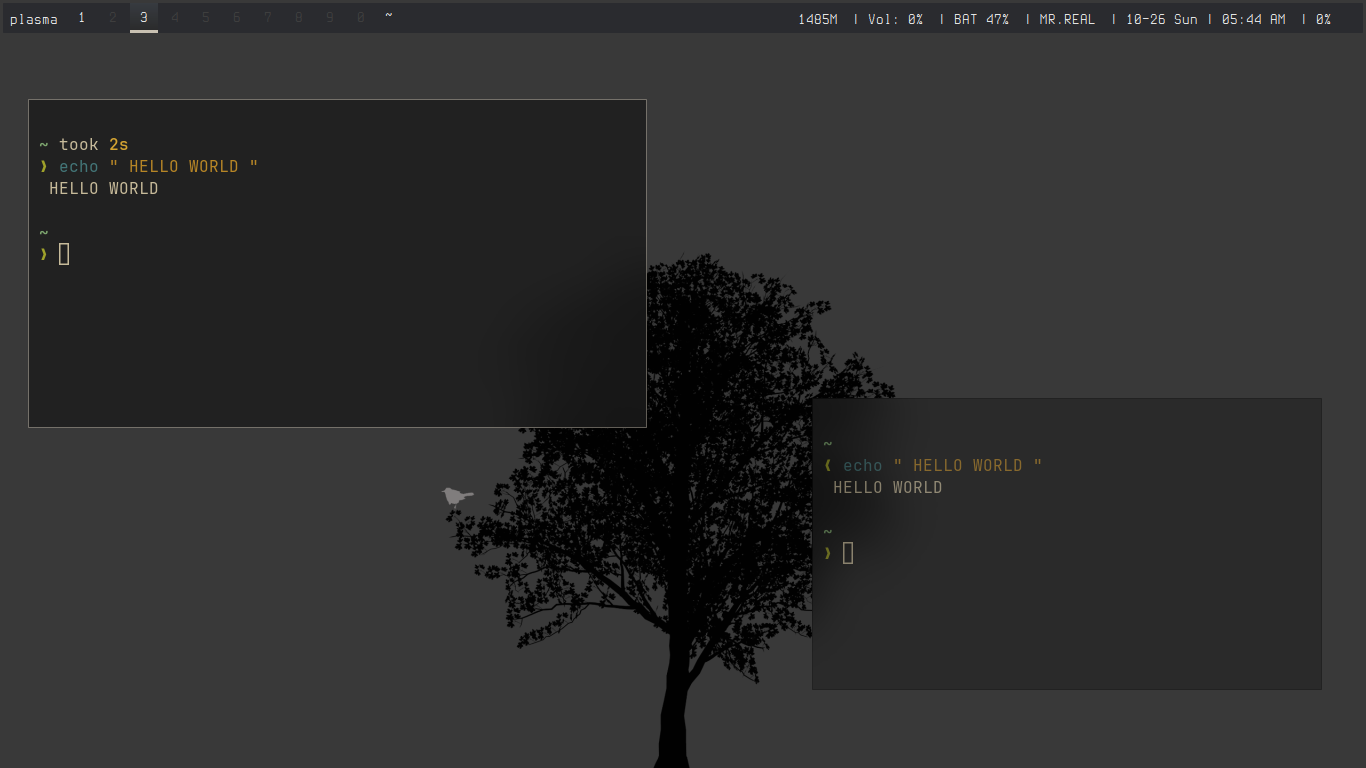 plasma 1 2 3 4 5 6 7 8 9 0 ~ 1485M | Vol: 0% | BAT 47% | MR.REAL | 10-26 Sun | 05:44 AM | 0%
~ took 2s
❯ echo " HELLO WORLD "
HELLO WORLD
~
❯
~
❮ echo " HELLO WORLD "
HELLO WORLD
~
❯